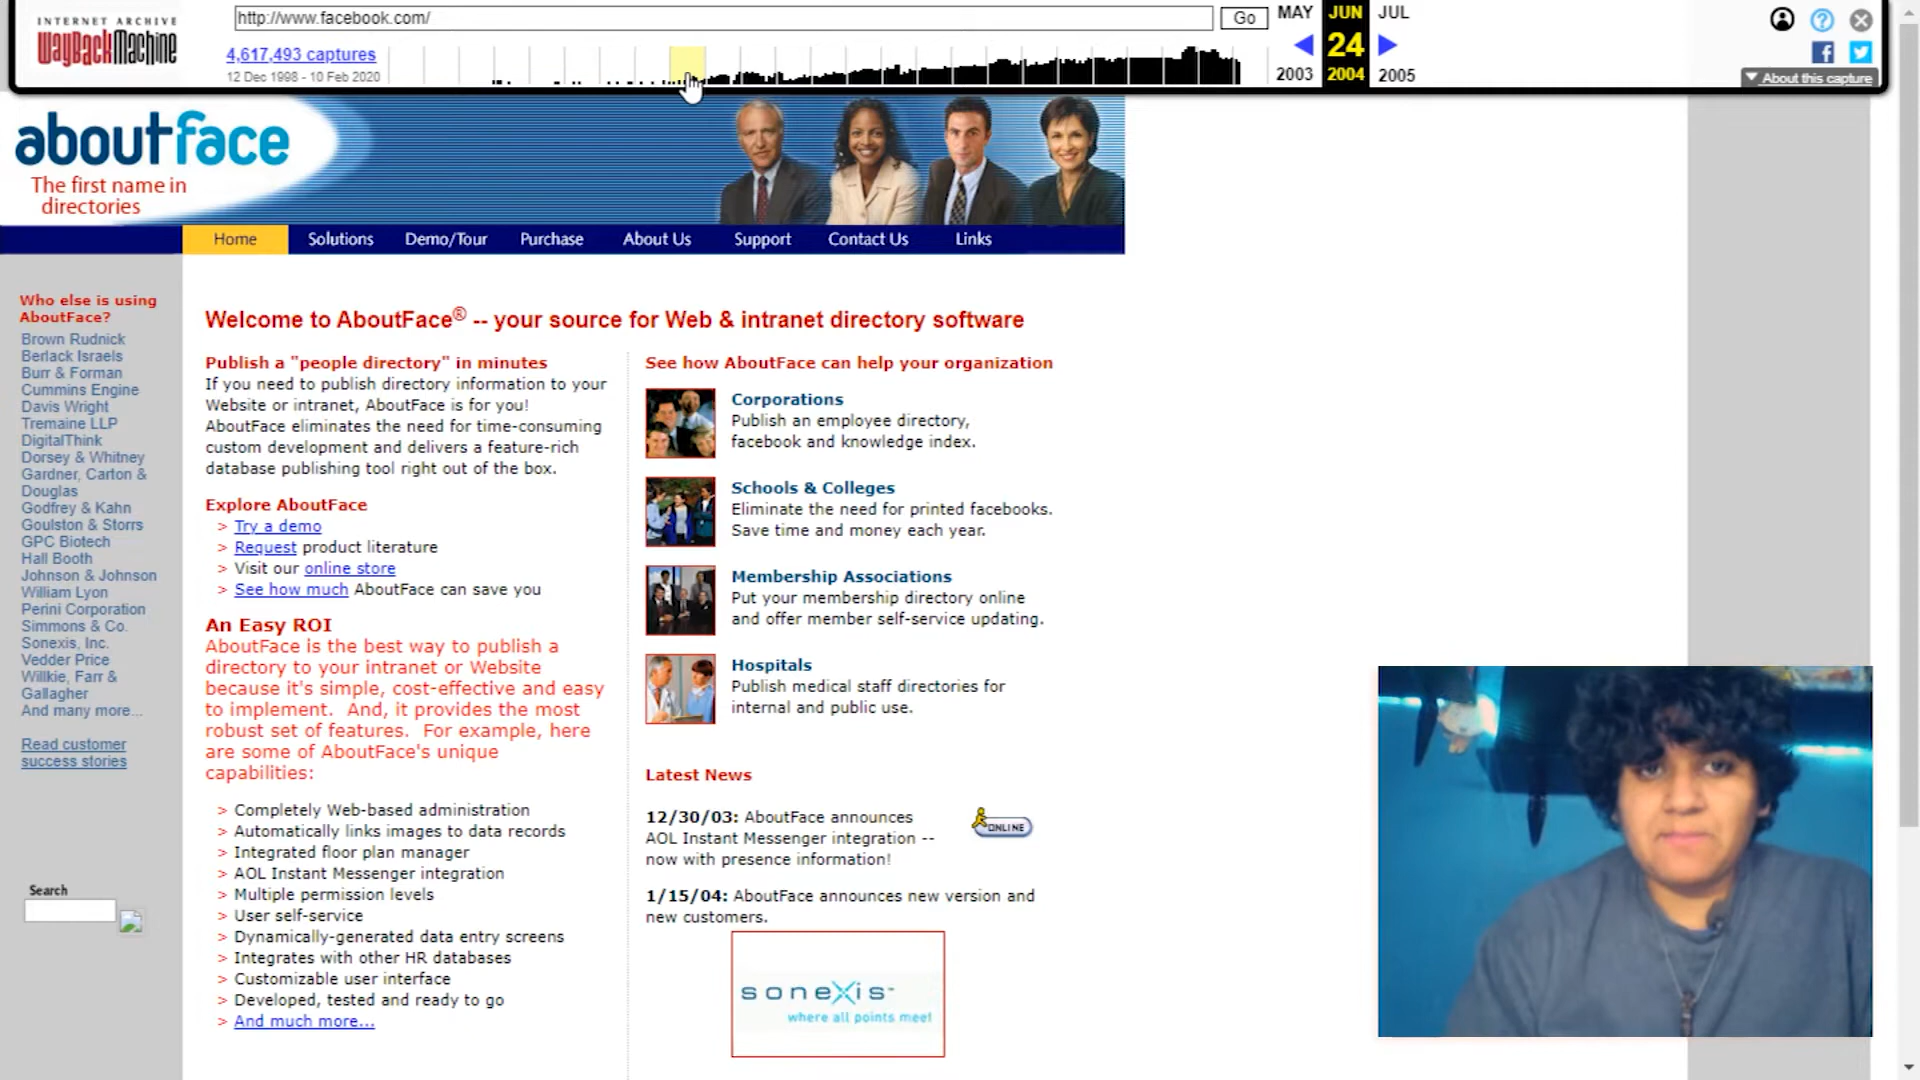 INTERNET ARCHIVE
WayBackMachine
http://www.facebook.com/
Go
MAY
JUN
JUL
4,617,493 captures
24
12 Dec 1998 - 10 Feb 2020
2003
2004
2005
▼ About this capture
aboutface
The first name in
directories
Home
Solutions
Demo/Tour
Purchase
About Us
Support
Contact Us
Links
Who else is using
AboutFace?
Brown Rudnick
Berlack Israels
Burr & Forman
Cummins Engine
Davis Wright
Tremaine LLP
DigitalThink
Dorsey & Whitney
Gardner, Carton &
Douglas
Godfrey & Kahn
Goulston & Storrs
GPC Biotech
Hall Booth
Johnson & Johnson
William Lyon
Perini Corporation
Simmons & Co.
Sonexis, Inc.
Vedder Price
Willkie, Farr &
Gallagher
And many more...
Read customer
success stories
Search
Welcome to AboutFace® -- your source for Web & intranet directory software
Publish a "people directory" in minutes
If you need to publish directory information to your
Website or intranet, AboutFace is for you!
AboutFace eliminates the need for time-consuming
custom development and delivers a feature-rich
database publishing tool right out of the box.
Explore AboutFace
> Try a demo
> Request product literature
> Visit our online store
> See how much AboutFace can save you
An Easy ROI
AboutFace is the best way to publish a
directory to your intranet or Website
because it's simple, cost-effective and easy
to implement. And, it provides the most
robust set of features. For example, here
are some of AboutFace's unique
capabilities:
> Completely Web-based administration
> Automatically links images to data records
> Integrated floor plan manager
> AOL Instant Messenger integration
> Multiple permission levels
> User self-service
> Dynamically-generated data entry screens
> Integrates with other HR databases
> Customizable user interface
> Developed, tested and ready to go
> And much more...
See how AboutFace can help your organization
Corporations
Publish an employee directory,
facebook and knowledge index.
Schools & Colleges
Eliminate the need for printed facebooks.
Save time and money each year.
Membership Associations
Put your membership directory online
and offer member self-service updating.
Hospitals
Publish medical staff directories for
internal and public use.
Latest News
12/30/03: AboutFace announces
AOL Instant Messenger integration --
now with presence information!
ONLINE
1/15/04: AboutFace announces new version and
new customers.
sonexis
where all points meet